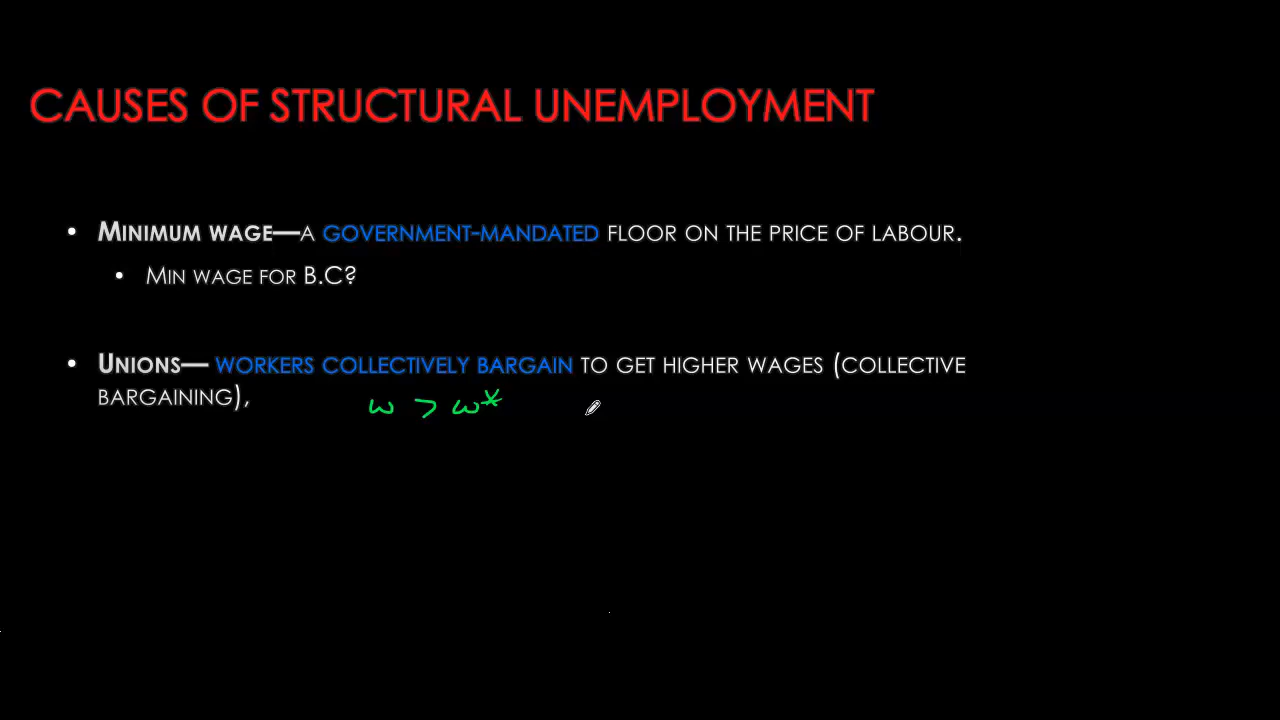 CAUSES OF STRUCTURAL UNEMPLOYMENT
• MINIMUM WAGE—A GOVERNMENT-MANDATED FLOOR ON THE PRICE OF LABOUR.
• MIN WAGE FOR B.C?
• UNIONS— WORKERS COLLECTIVELY BARGAIN TO GET HIGHER WAGES (COLLECTIVE
BARGAINING),
w > w*